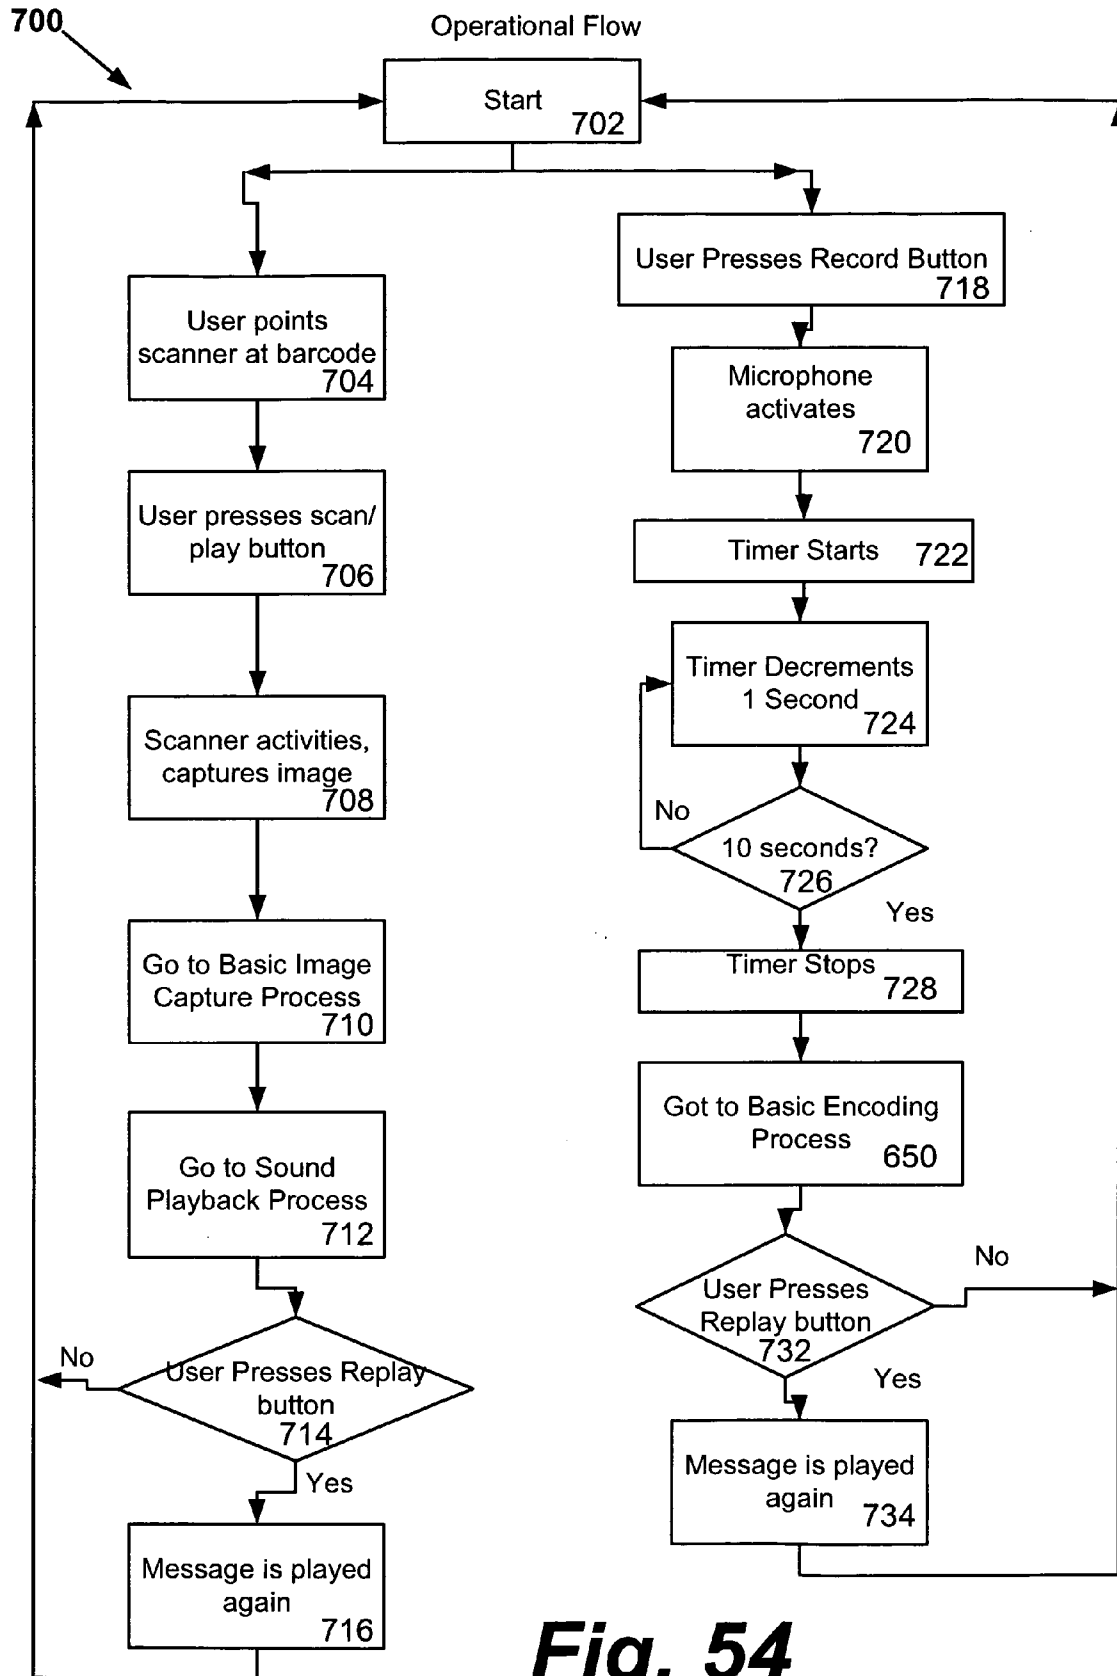 700
Operational Flow
Start
702
User points
scanner at barcode
704
User presses scan/
play button
706
Scanner activities,
captures image
708
Go to Basic Image
Capture Process
710
Go to Sound
Playback Process
712
No
User Presses Replay
button
714
Yes
Message is played
again
716
User Presses Record Button
718
Microphone
activates
720
Timer Starts 722
Timer Decrements
1 Second
724
No
10 seconds?
726
Yes
Timer Stops
728
Got to Basic Encoding
Process
650
No
User Presses
Replay button
732
Yes
Message is played
again
734
Fig. 54